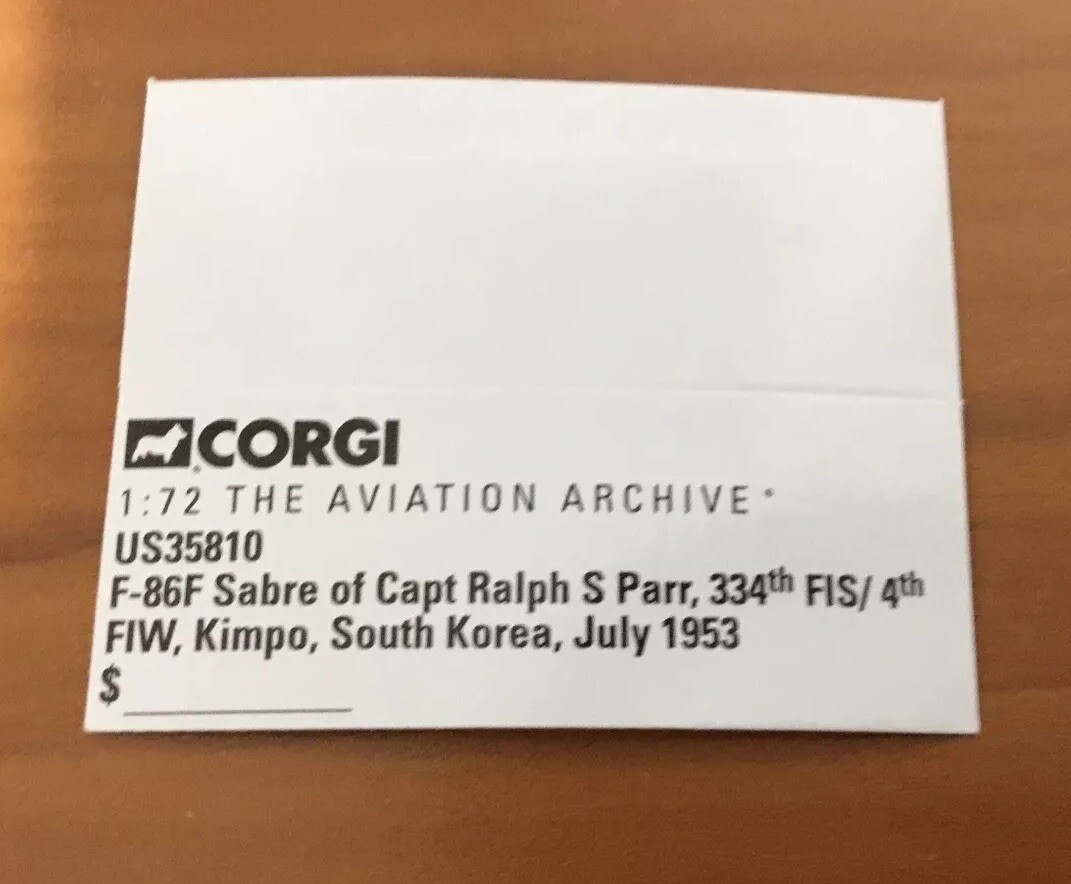 CORGI
1:72 THE AVIATION ARCHIVE
US35810
F-86F Sabre of Capt Ralph S Parr, 334th FIS/ 4th
FIW, Kimpo, South Korea, July 1953
$